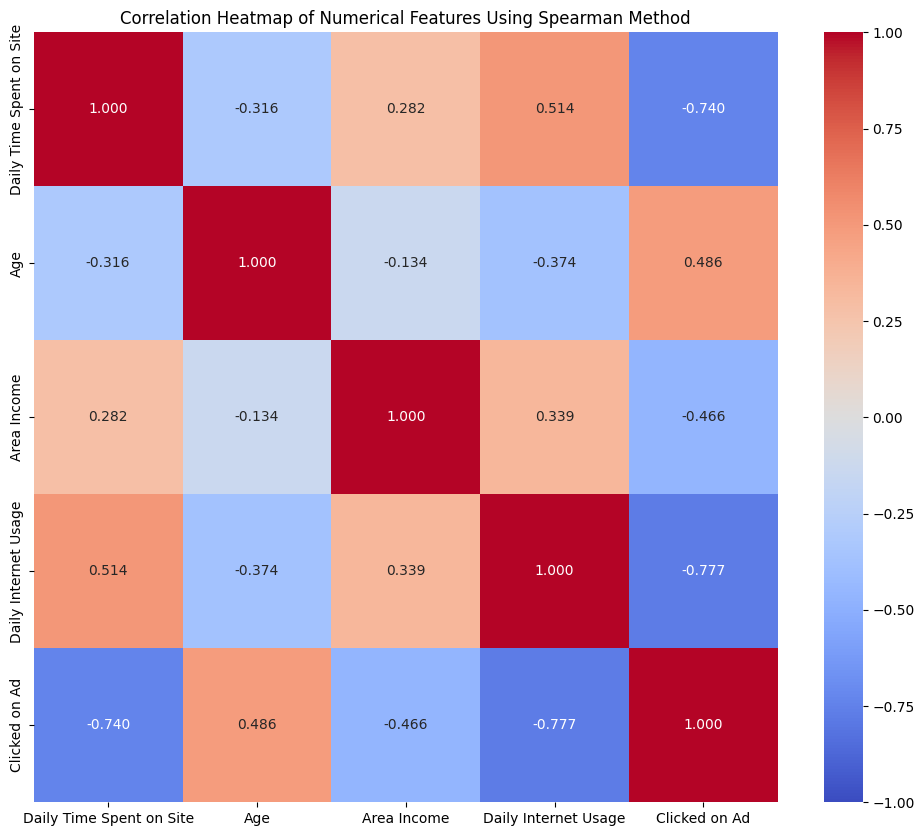 Correlation Heatmap of Numerical Features Using Spearman Method
Daily Time Spent on Site
1.000 -0.316 0.282 0.514 -0.740
Age
-0.316 1.000 -0.134 -0.374 0.486
Area Income
0.282 -0.134 1.000 0.339 -0.466
Daily Internet Usage
0.514 -0.374 0.339 1.000 -0.777
Clicked on Ad
-0.740 0.486 -0.466 -0.777 1.000
Daily Time Spent on Site Age Area Income Daily Internet Usage Clicked on Ad
1.00
0.75
0.50
0.25
0.00
−0.25
−0.50
−0.75
−1.00